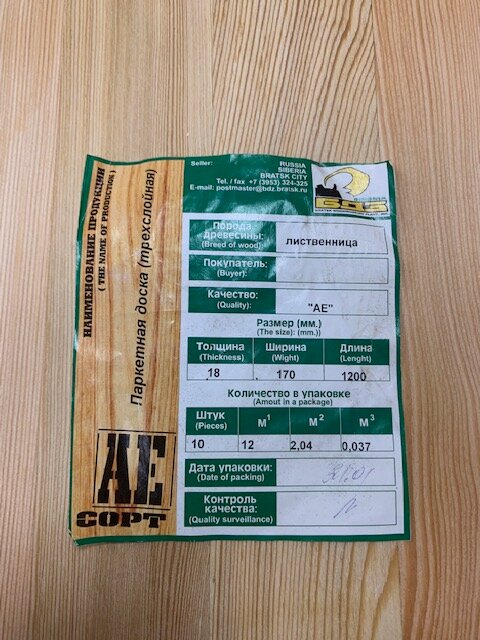 НАИМЕНОВАНИЕ ПРОДУКЦИИ
( THE NAME OF PRODUCTION )
Паркетная доска (трехслойная)
АЕ
СОРТ
Seller:
RUSSIA
SIBERIA
BRATSK CITY
Tel. / fax +7 (3953) 324-325
E-mail: postmaster@bdz.bratsk.ru
Порода древесины:
(Breed of wood):
лиственница
Покупатель:
(Buyer):
Качество:
(Quality):
"АЕ"
Размер (мм.)
(The size): (mm.))
Толщина Ширина Длина
(Thickness) (Wight) (Lenght)
18 170 1200
Количество в упаковке
(Amout in a package)
Штук М1 М2 М3
(Pieces)
10 12 2,04 0,037
Дата упаковки:
(Date of packing)
Контроль
качества:
(Quality surveillance)